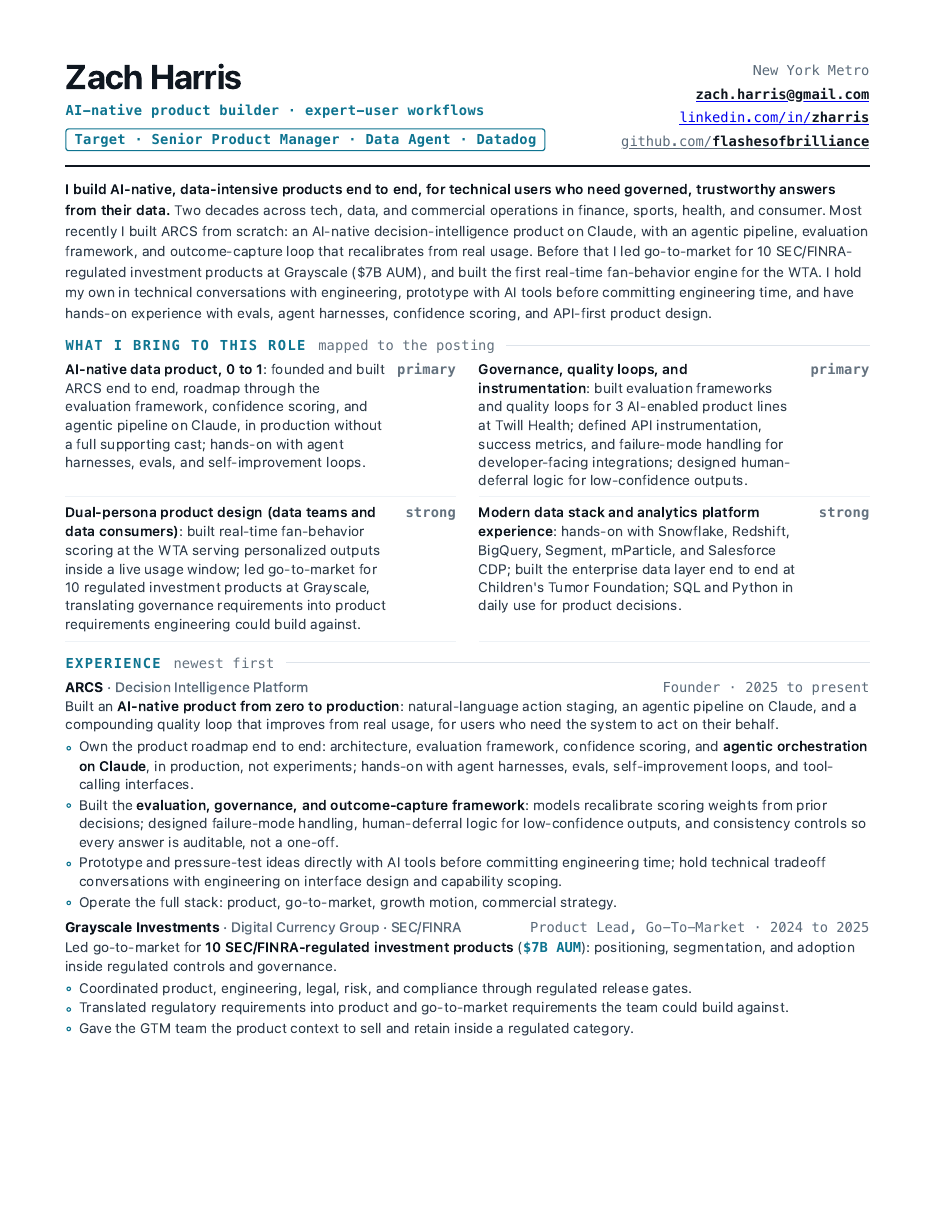 Zach Harris
AI-native product builder · expert-user workflows
Target · Senior Product Manager · Data Agent · Datadog
New York Metro
zach.harris@gmail.com
linkedin.com/in/zharris
github.com/flashesofbrilliance
I build AI-native, data-intensive products end to end, for technical users who need governed, trustworthy answers
from their data. Two decades across tech, data, and commercial operations in finance, sports, health, and consumer. Most
recently I built ARCS from scratch: an AI-native decision-intelligence product on Claude, with an agentic pipeline, evaluation
framework, and outcome-capture loop that recalibrates from real usage. Before that I led go-to-market for 10 SEC/FINRA-
regulated investment products at Grayscale ($7B AUM), and built the first real-time fan-behavior engine for the WTA. I hold
my own in technical conversations with engineering, prototype with AI tools before committing engineering time, and have
hands-on experience with evals, agent harnesses, confidence scoring, and API-first product design.
WHAT I BRING TO THIS ROLE mapped to the posting
AI-native data product, 0 to 1: founded and built primary
ARCS end to end, roadmap through the
evaluation framework, confidence scoring, and
agentic pipeline on Claude, in production without
a full supporting cast; hands-on with agent
harnesses, evals, and self-improvement loops.
Governance, quality loops, and primary
instrumentation: built evaluation frameworks
and quality loops for 3 AI-enabled product lines
at Twill Health; defined API instrumentation,
success metrics, and failure-mode handling for
developer-facing integrations; designed human-
deferral logic for low-confidence outputs.
Dual-persona product design (data teams and strong
data consumers): built real-time fan-behavior
scoring at the WTA serving personalized outputs
inside a live usage window; led go-to-market for
10 regulated investment products at Grayscale,
translating governance requirements into product
requirements engineering could build against.
Modern data stack and analytics platform strong
experience: hands-on with Snowflake, Redshift,
BigQuery, Segment, mParticle, and Salesforce
CDP; built the enterprise data layer end to end at
Children's Tumor Foundation; SQL and Python in
daily use for product decisions.
EXPERIENCE newest first
ARCS · Decision Intelligence Platform Founder · 2025 to present
Built an AI-native product from zero to production: natural-language action staging, an agentic pipeline on Claude, and a
compounding quality loop that improves from real usage, for users who need the system to act on their behalf.
Own the product roadmap end to end: architecture, evaluation framework, confidence scoring, and agentic orchestration
on Claude, in production, not experiments; hands-on with agent harnesses, evals, self-improvement loops, and tool-
calling interfaces.
Built the evaluation, governance, and outcome-capture framework: models recalibrate scoring weights from prior
decisions; designed failure-mode handling, human-deferral logic for low-confidence outputs, and consistency controls so
every answer is auditable, not a one-off.
Prototype and pressure-test ideas directly with AI tools before committing engineering time; hold technical tradeoff
conversations with engineering on interface design and capability scoping.
Operate the full stack: product, go-to-market, growth motion, commercial strategy.
Grayscale Investments · Digital Currency Group · SEC/FINRA Product Lead, Go-To-Market · 2024 to 2025
Led go-to-market for 10 SEC/FINRA-regulated investment products ($7B AUM): positioning, segmentation, and adoption
inside regulated controls and governance.
Coordinated product, engineering, legal, risk, and compliance through regulated release gates.
Translated regulatory requirements into product and go-to-market requirements the team could build against.
Gave the GTM team the product context to sell and retain inside a regulated category.